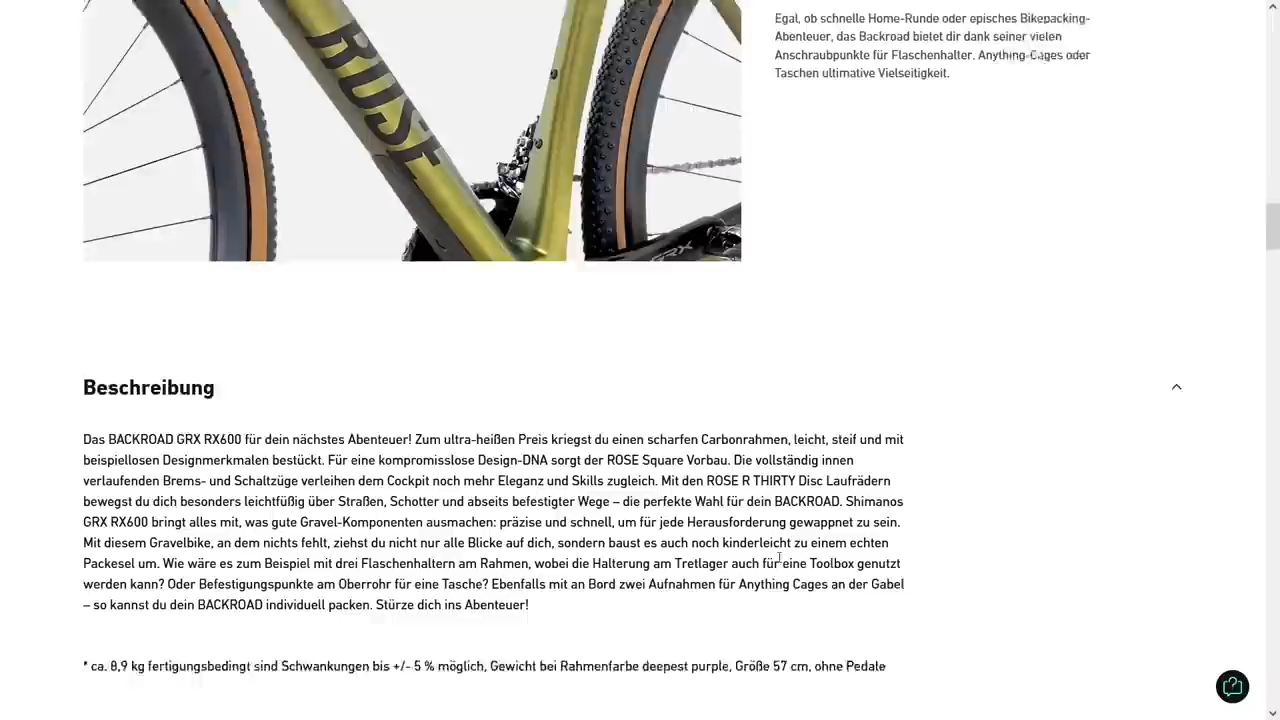 Egal, ob schnelle Home-Runde oder episches Bikepacking-
Abenteuer, das Backroad bietet dir dank seiner vielen
Anschraubpunkte für Flaschenhalter, Anything-Cages oder
Taschen ultimative Vielseitigkeit.
ROSE
GRX
Beschreibung
Das BACKROAD GRX RX600 für dein nächstes Abenteuer! Zum ultra-heißen Preis kriegst du einen scharfen Carbonrahmen, leicht, steif und mit
beispiellosen Designmerkmalen bestückt. Für eine kompromisslose Design-DNA sorgt der ROSE Square Vorbau. Die vollständig innen
verlaufenden Brems- und Schaltzüge verleihen dem Cockpit noch mehr Eleganz und Skills zugleich. Mit den ROSE R THIRTY Disc Laufrädern
bewegst du dich besonders leichtfüßig über Straßen, Schotter und abseits befestigter Wege – die perfekte Wahl für dein BACKROAD. Shimanos
GRX RX600 bringt alles mit, was gute Gravel-Komponenten ausmachen: präzise und schnell, um für jede Herausforderung gewappnet zu sein.
Mit diesem Gravelbike, an dem nichts fehlt, ziehst du nicht nur alle Blicke auf dich, sondern baust es auch noch kinderleicht zu einem echten
Packesel um. Wie wäre es zum Beispiel mit drei Flaschenhaltern am Rahmen, wobei die Halterung am Tretlager auch für eine Toolbox genutzt
werden kann? Oder Befestigungspunkte am Oberrohr für eine Tasche? Ebenfalls mit an Bord zwei Aufnahmen für Anything Cages an der Gabel
– so kannst du dein BACKROAD individuell packen. Stürze dich ins Abenteuer!
* ca. 8,9 kg fertigungsbedingt sind Schwankungen bis +/- 5 % möglich, Gewicht bei Rahmenfarbe deepest purple, Größe 57 cm, ohne Pedale